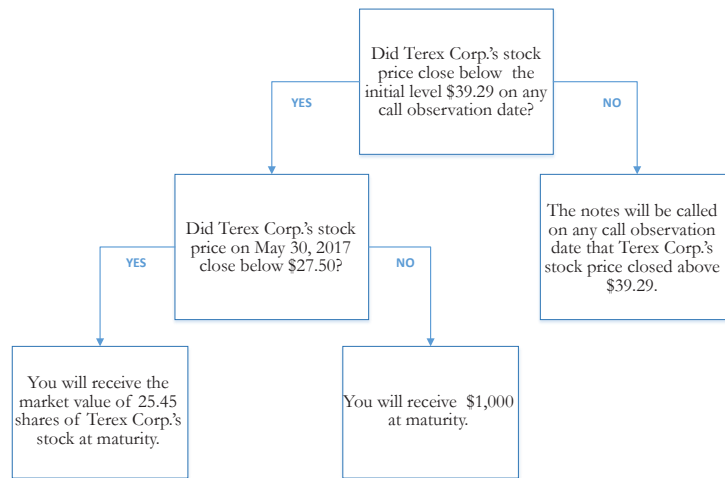 Did Terex Corp.'s stock
price close below the
initial level $39.29 on any
call observation date?
YES
NO
Did Terex Corp.'s stock
price on May 30, 2017
close below $27.50?
The notes will be called
on any call observation
date that Terex Corp.'s
stock price closed above
$39.29.
YES
NO
You will receive the
market value of 25.45
shares of Terex Corp.'s
stock at maturity.
You will receive $1,000
at maturity.